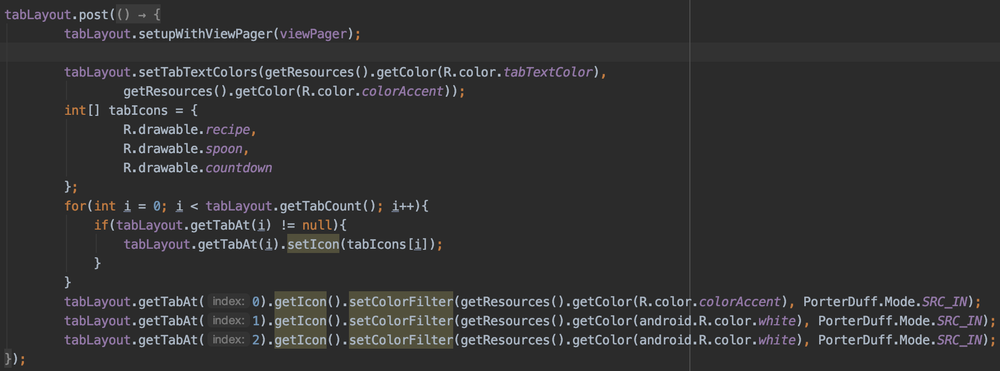 tabLayout.post(() → {
tabLayout.setupWithViewPager(viewPager);
tabLayout.setTabTextColors(getResources().getColor(R.color.tabTextColor),
getResources().getColor(R.color.colorAccent));
int[] tabIcons = {
R.drawable.recipe,
R.drawable.spoon,
R.drawable.countdown
};
for(int i = 0; i < tabLayout.getTabCount(); i++){
if(tabLayout.getTabAt(i) != null){
tabLayout.getTabAt(i).setIcon(tabIcons[i]);
}
}
tabLayout.getTabAt( index: 0).getIcon().setColorFilter(getResources().getColor(R.color.colorAccent), PorterDuff.Mode.SRC_IN);
tabLayout.getTabAt( index: 1).getIcon().setColorFilter(getResources().getColor(android.R.color.white), PorterDuff.Mode.SRC_IN);
tabLayout.getTabAt( index: 2).getIcon().setColorFilter(getResources().getColor(android.R.color.white), PorterDuff.Mode.SRC_IN);
});